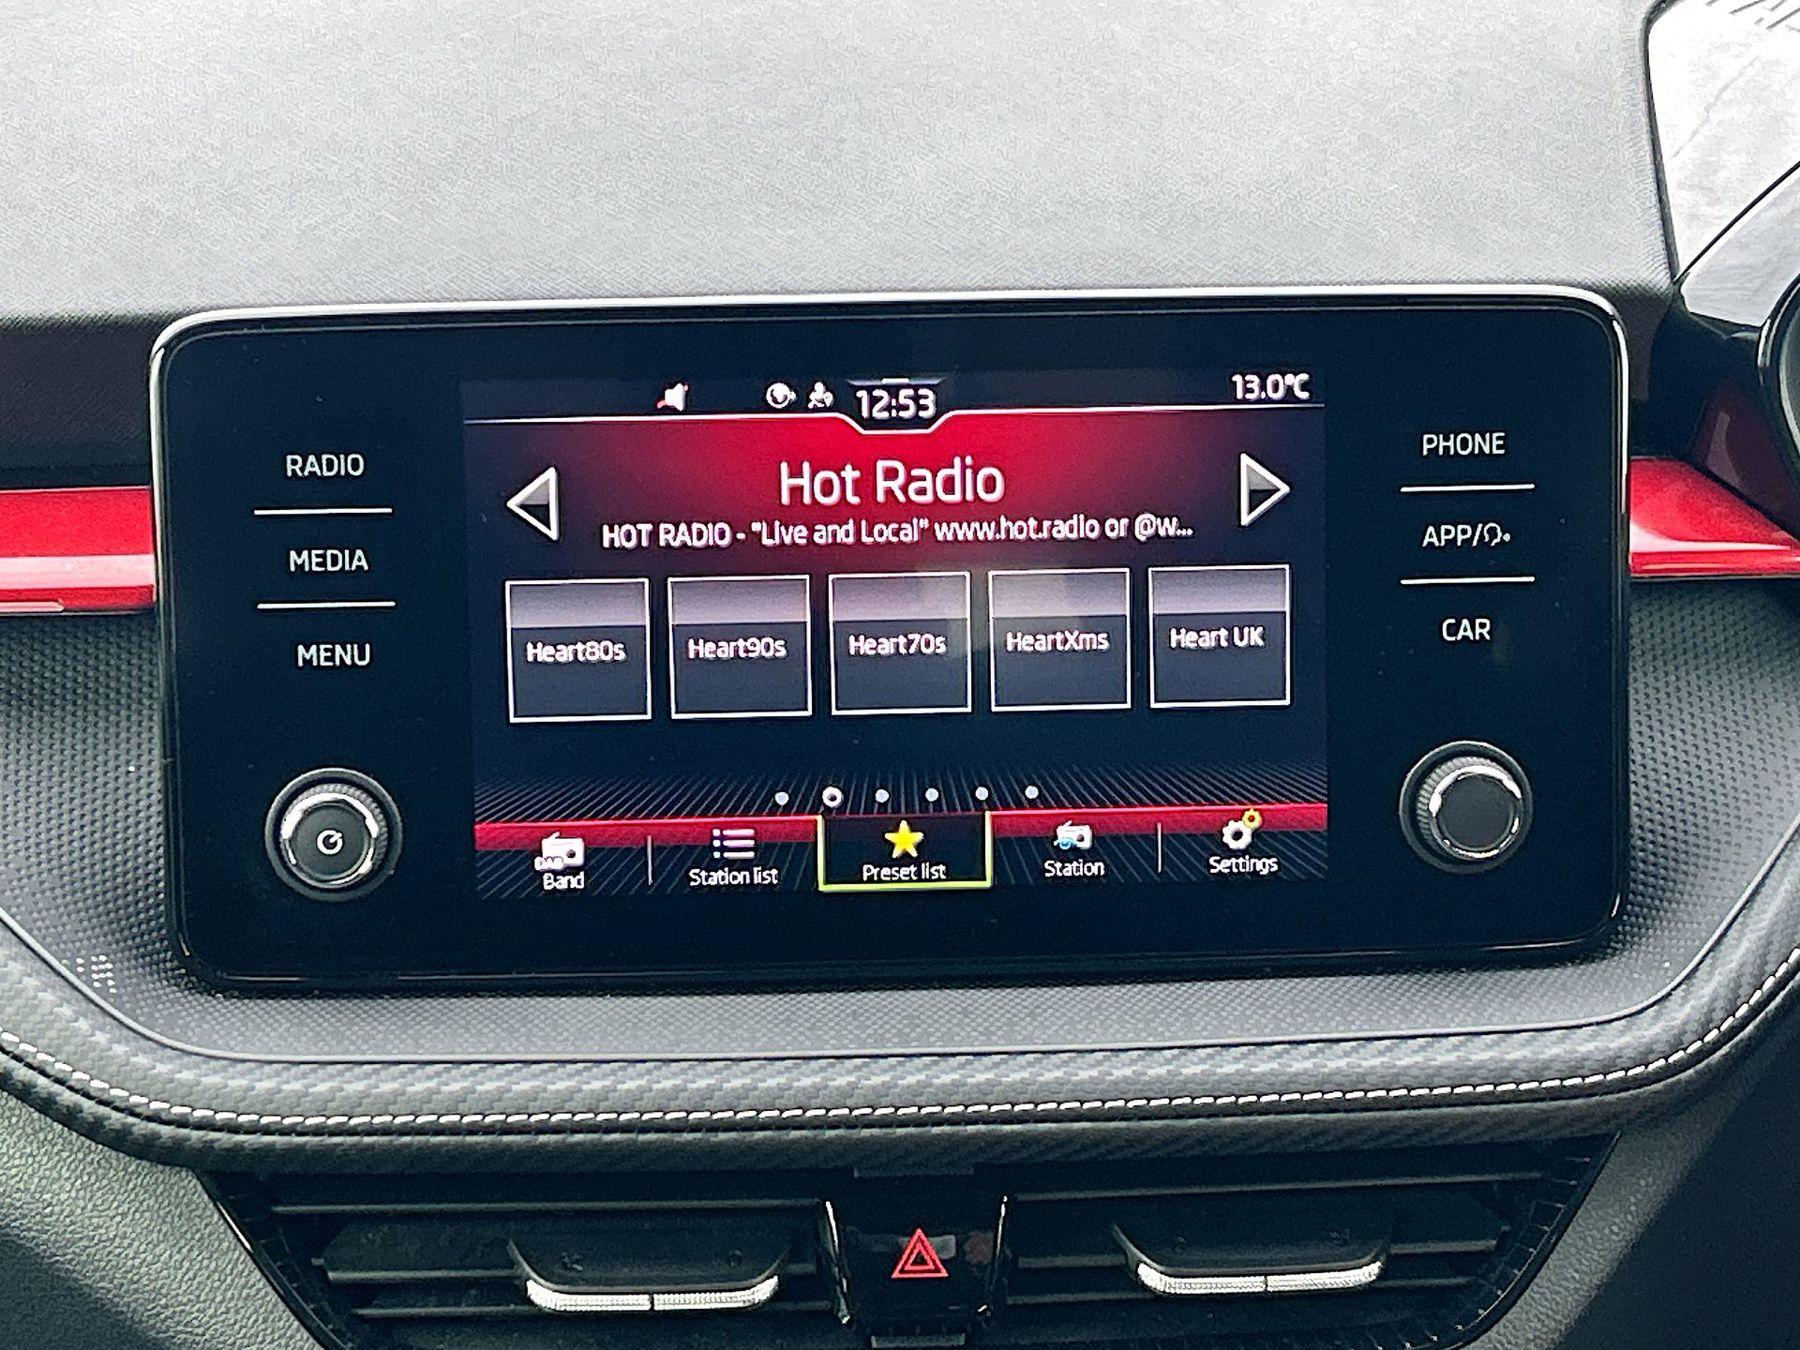 12:53
13.0°C
RADIO
MEDIA
MENU
Hot Radio
HOT RADIO - "Live and Local" www.hot.radio or @w...
Heart80s
Heart90s
Heart70s
HeartXms
Heart UK
DAB
Band
Station list
Preset list
Station
Settings
PHONE
APP/
CAR